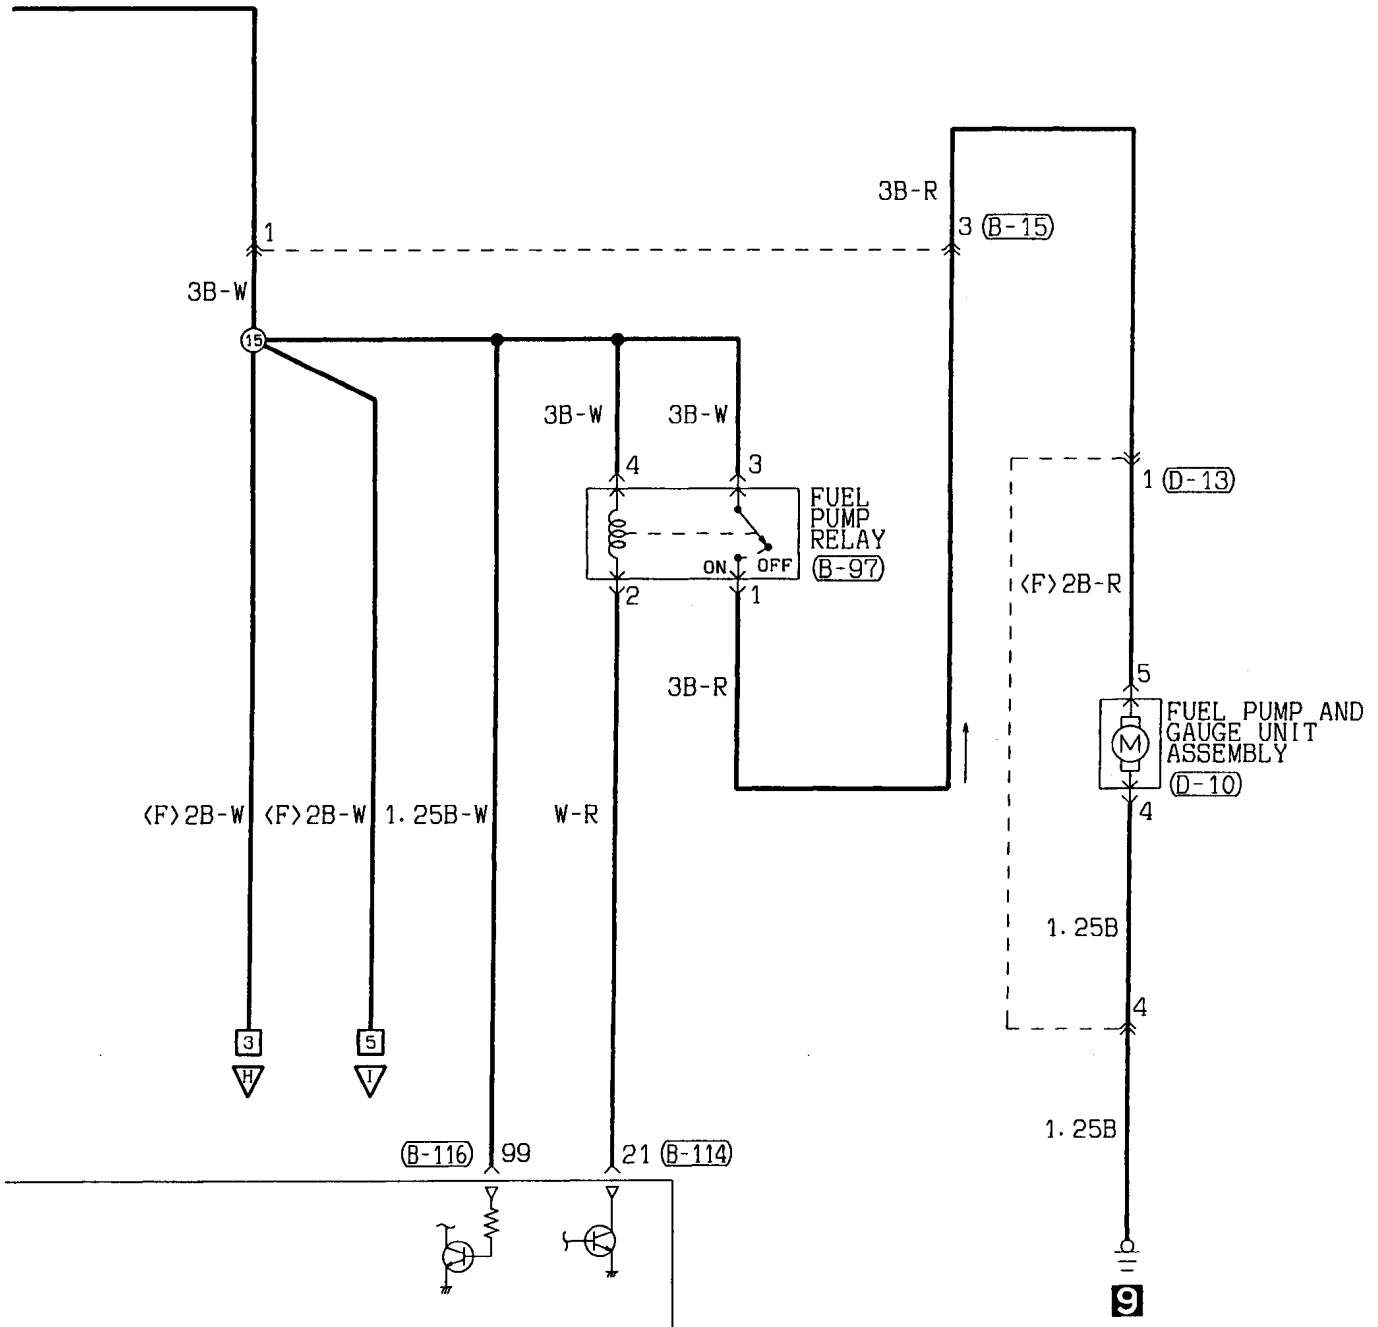 3B-R
1
3 (B-15)
3B-W
15
3B-W
3B-W
4
3
1 (D-13)
FUEL
PUMP
RELAY
(B-97)
ON
OFF
2
1
<F>2B-R
3B-R
5
FUEL PUMP AND
GAUGE UNIT
ASSEMBLY
(D-10)
M
4
<F>2B-W
<F>2B-W
1.25B-W
W-R
1.25B
4
3
5
H
I
1.25B
(B-116) 99
21 (B-114)
9